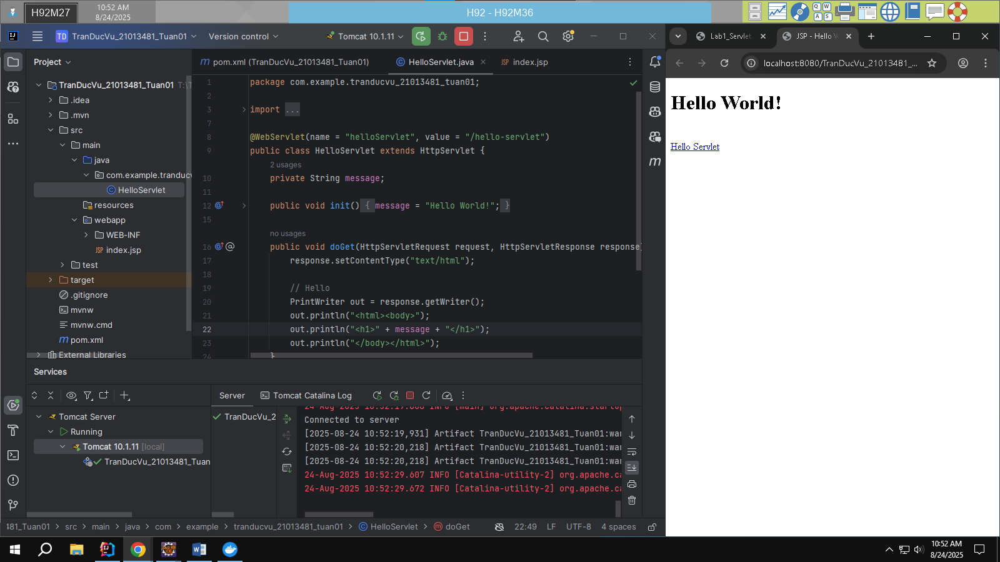 H92M27
10:52 AM
8/24/2025
H92 - H92M36
Q W
A S
TD TranDucVu_21013481_Tuan01
Version control
Tomcat 10.1.11
Project
TranDucVu_21013481_Tuan01 T:\T
.idea
.mvn
src
main
java
com.example.tranducv
HelloServlet
resources
webapp
WEB-INF
JSP index.jsp
test
target
.gitignore
mvnw
mvnw.cmd
m pom.xml
External Libraries
m pom.xml (TranDucVu_21013481_Tuan01)
HelloServlet.java
JSP index.jsp
1 package com.example.tranducvu_21013481_tuan01;
2
3 import ...
7
8 @WebServlet(name = "helloServlet", value = "/hello-servlet")
9 public class HelloServlet extends HttpServlet {
2 usages
10 private String message;
11
12 public void init() { message = "Hello World!"; }
15
no usages
16 public void doGet(HttpServletRequest request, HttpServletResponse response)
17 response.setContentType("text/html");
18
19 // Hello
20 PrintWriter out = response.getWriter();
21 out.println("<html><body>");
22 out.println("<h1>" + message + "</h1>");
23 out.println("</body></html>");
24 }
Services
Tomcat Server
Running
Tomcat 10.1.11 [local]
TranDucVu_21013481_Tuan
Server
Tomcat Catalina Log
TranDucVu_2
24-Aug-2025 10:52:17.668 INFO [main] org.apache.catalina.startup
Connected to server
[2025-08-24 10:52:19,931] Artifact TranDucVu_21013481_Tuan01:war
[2025-08-24 10:52:20,218] Artifact TranDucVu_21013481_Tuan01:war
[2025-08-24 10:52:20,218] Artifact TranDucVu_21013481_Tuan01:war
24-Aug-2025 10:52:29.607 INFO [Catalina-utility-2] org.apache.ca
24-Aug-2025 10:52:29.672 INFO [Catalina-utility-2] org.apache.ca
481_Tuan01 > src > main > java > com > example > tranducvu_21013481_tuan01 > HelloServlet > doGet
22:49 LF UTF-8 4 spaces
Lab1_Servlet
JSP - Hello W
localhost:8080/TranDucVu_21013481_...
Hello World!
Hello Servlet
10:52 AM
8/24/2025